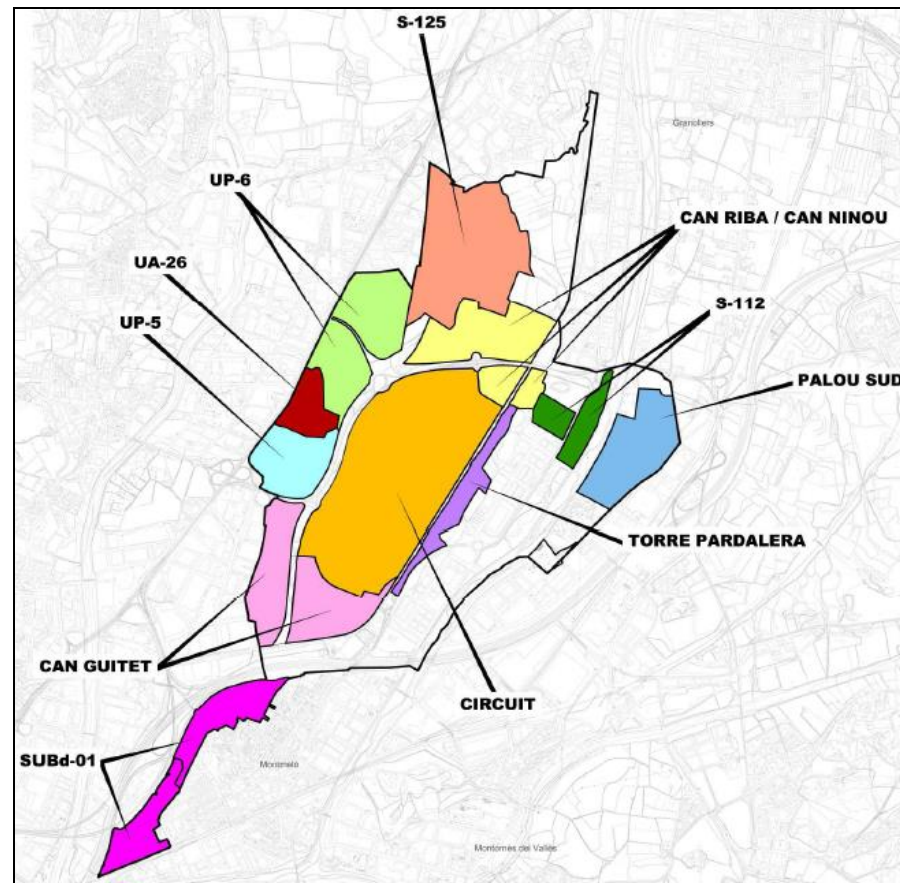 S-125
Granollers
UP-6
CAN RIBA / CAN NINOU
UA-26
S-112
UP-5
PALOU SUD
TORRE PARDALERA
CAN GUITET
CIRCUIT
SUBd-01
Montmeló
Montornès del Vallès